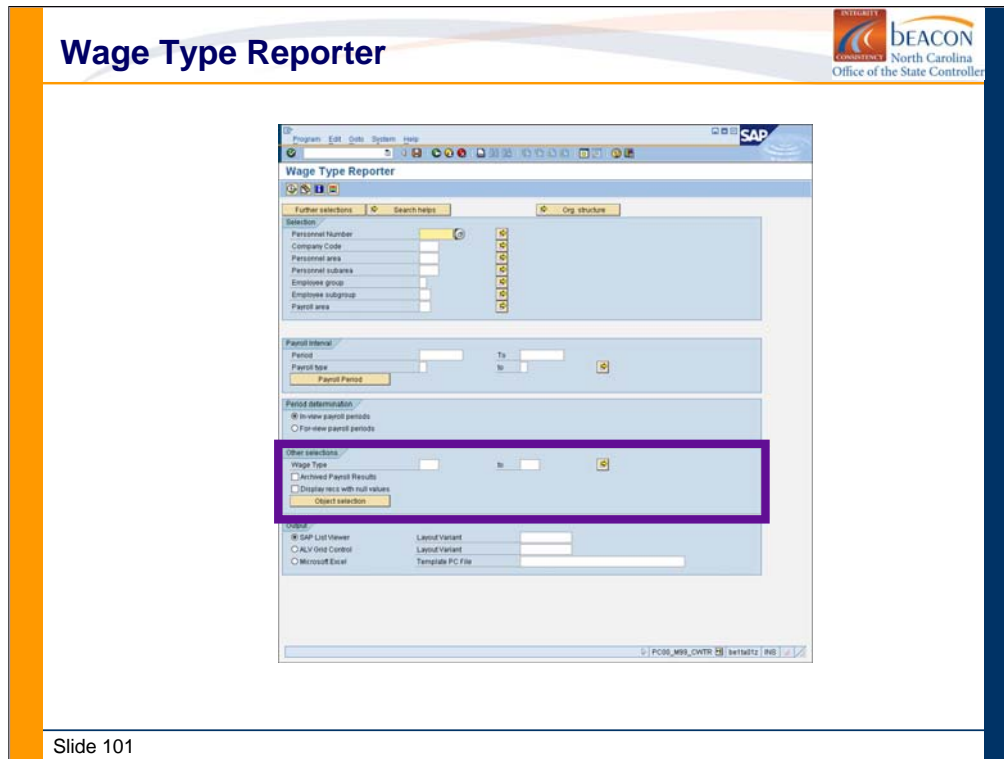 Wage Type Reporter
INTEGRITY
CONSISTENCY
BEACON
North Carolina
Office of the State Controller
Program Edit Goto System Help
SAP
Wage Type Reporter
Further selections Search helps Org. structure
Selection
Personnel Number
Company Code
Personnel area
Personnel subarea
Employee group
Employee subgroup
Payroll area
Payroll Interval
Period To
Payroll type to
Payroll Period
Period determination
In-view payroll periods
For-view payroll periods
Other selections
Wage Type to
Archived Payroll Results
Display recs with null values
Object selection
Output
SAP List Viewer Layout Variant
ALV Grid Control Layout Variant
Microsoft Excel Template PC File
PC00_M99_CWTR INS
Slide 101